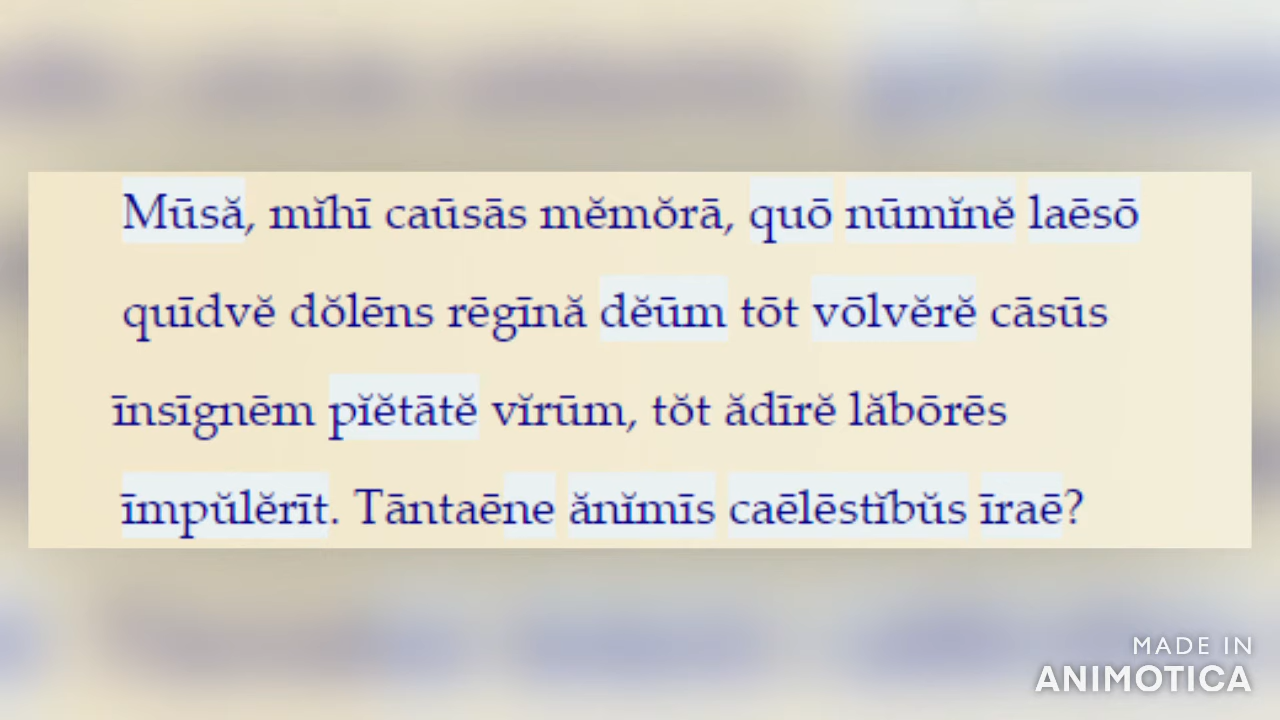 Mūsă, mĭhī caūsās mĕmŏrā, quō nūmĭnĕ laēsō
quīdvĕ dŏlēns rēgīnă dĕūm tōt vōlvĕrĕ cāsūs
īnsīgnēm pĭĕtātĕ vĭrūm, tŏt ădīrĕ lăbōrēs
īmpŭlĕrīt. Tāntaēne ănĭmīs caēlēstĭbŭs īraē?
MADE IN
ANIMOTICA